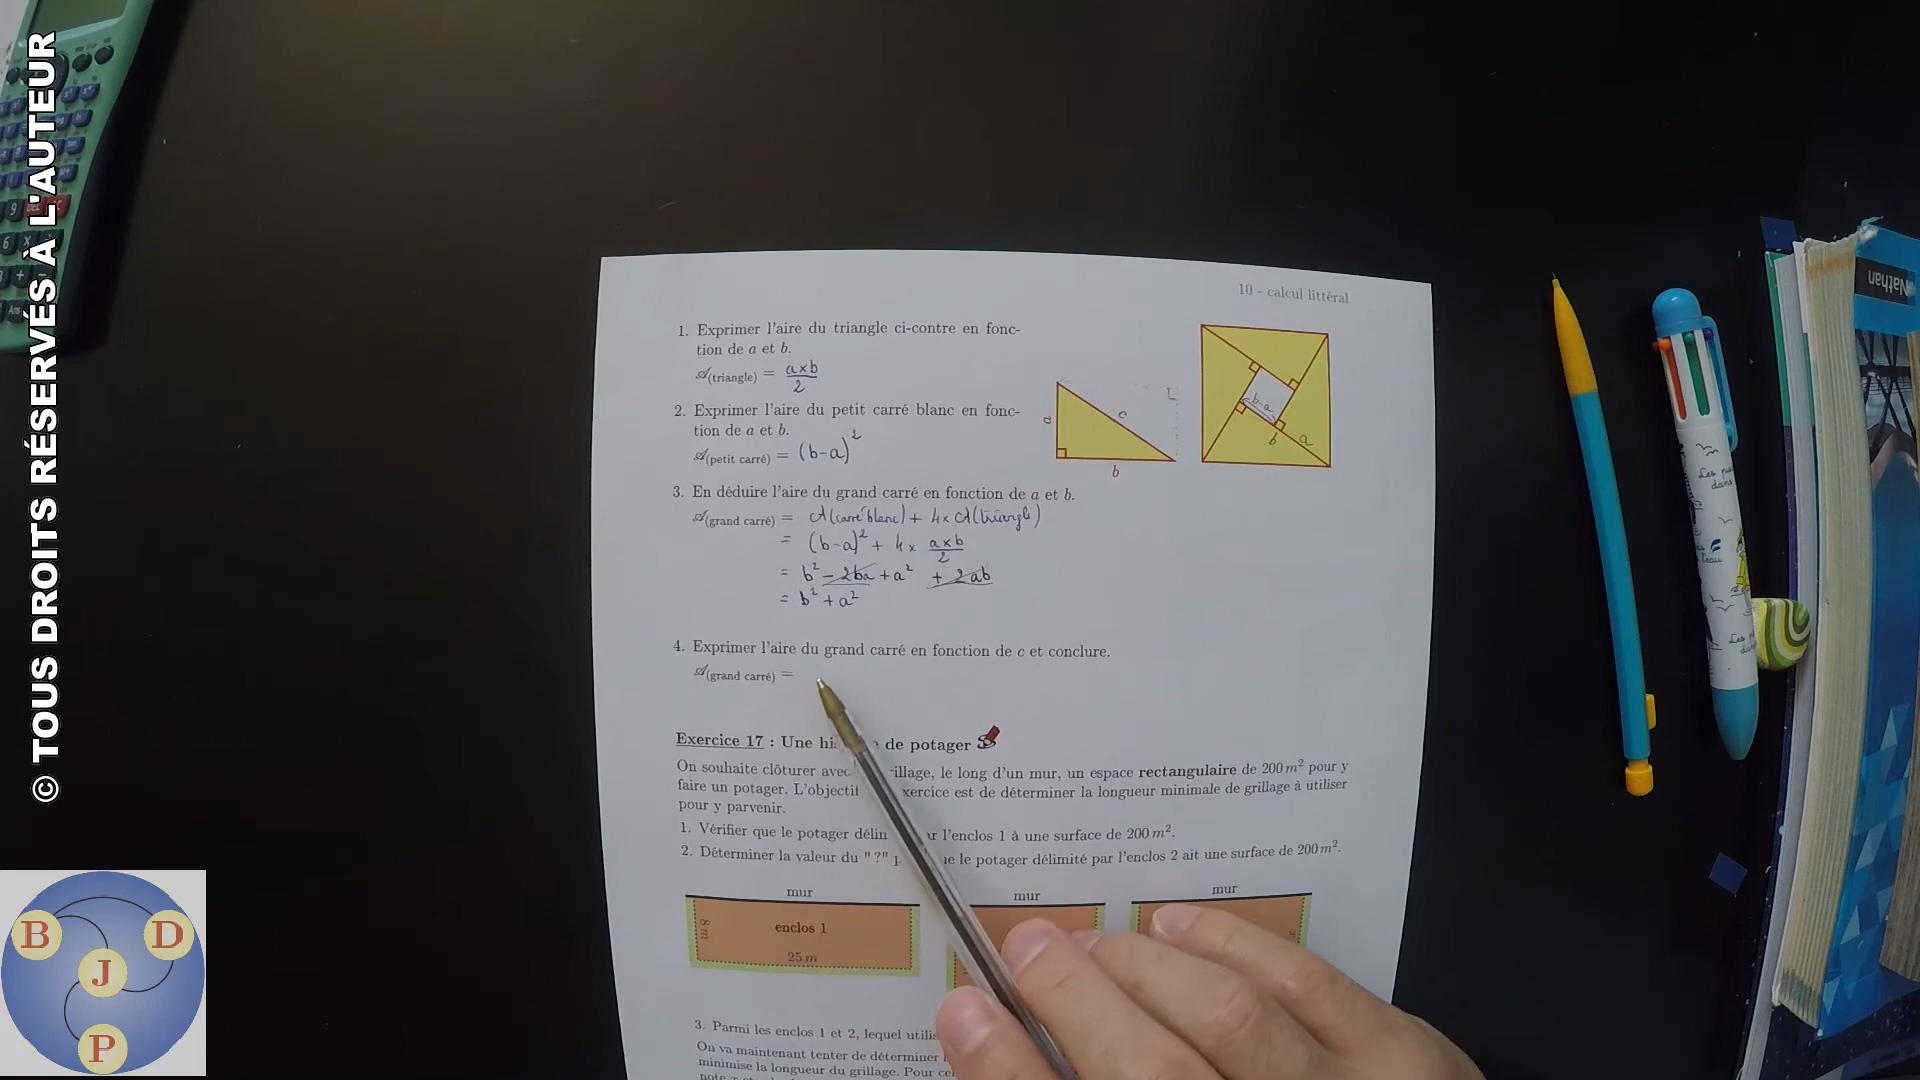 © TOUS DROITS RÉSERVÉS À L'AUTEUR
10 - calcul littéral
1. Exprimer l'aire du triangle ci-contre en fonc-
tion de a et b.
𝒜(triangle) = a×b/2
2. Exprimer l'aire du petit carré blanc en fonc-
tion de a et b.
𝒜(petit carré) = (b-a)²
a
c
b
b-a
b
a
3. En déduire l'aire du grand carré en fonction de a et b.
𝒜(grand carré) = 𝒜(carré blanc) + 4 × 𝒜(triangle)
= (b-a)² + 4 × a×b/2
= b² - 2ba + a² + 2ab
= b² + a²
4. Exprimer l'aire du grand carré en fonction de c et conclure.
𝒜(grand carré) =
Exercice 17 : Une hi de potager
On souhaite clôturer avec illage, le long d'un mur, un espace rectangulaire de 200 m² pour y
faire un potager. L'objectif exercice est de déterminer la longueur minimale de grillage à utiliser
pour y parvenir.
1. Vérifier que le potager délim r l'enclos 1 à une surface de 200 m².
2. Déterminer la valeur du "?" p ue le potager délimité par l'enclos 2 ait une surface de 200 m².
mur
mur
mur
8 m
enclos 1
25 m
3. Parmi les enclos 1 et 2, lequel utilis
On va maintenant tenter de déterminer
minimise la longueur du grillage. Pour ce
note
Nathan
B
D
J
P
9
DEL
6
×
+
-
Ans